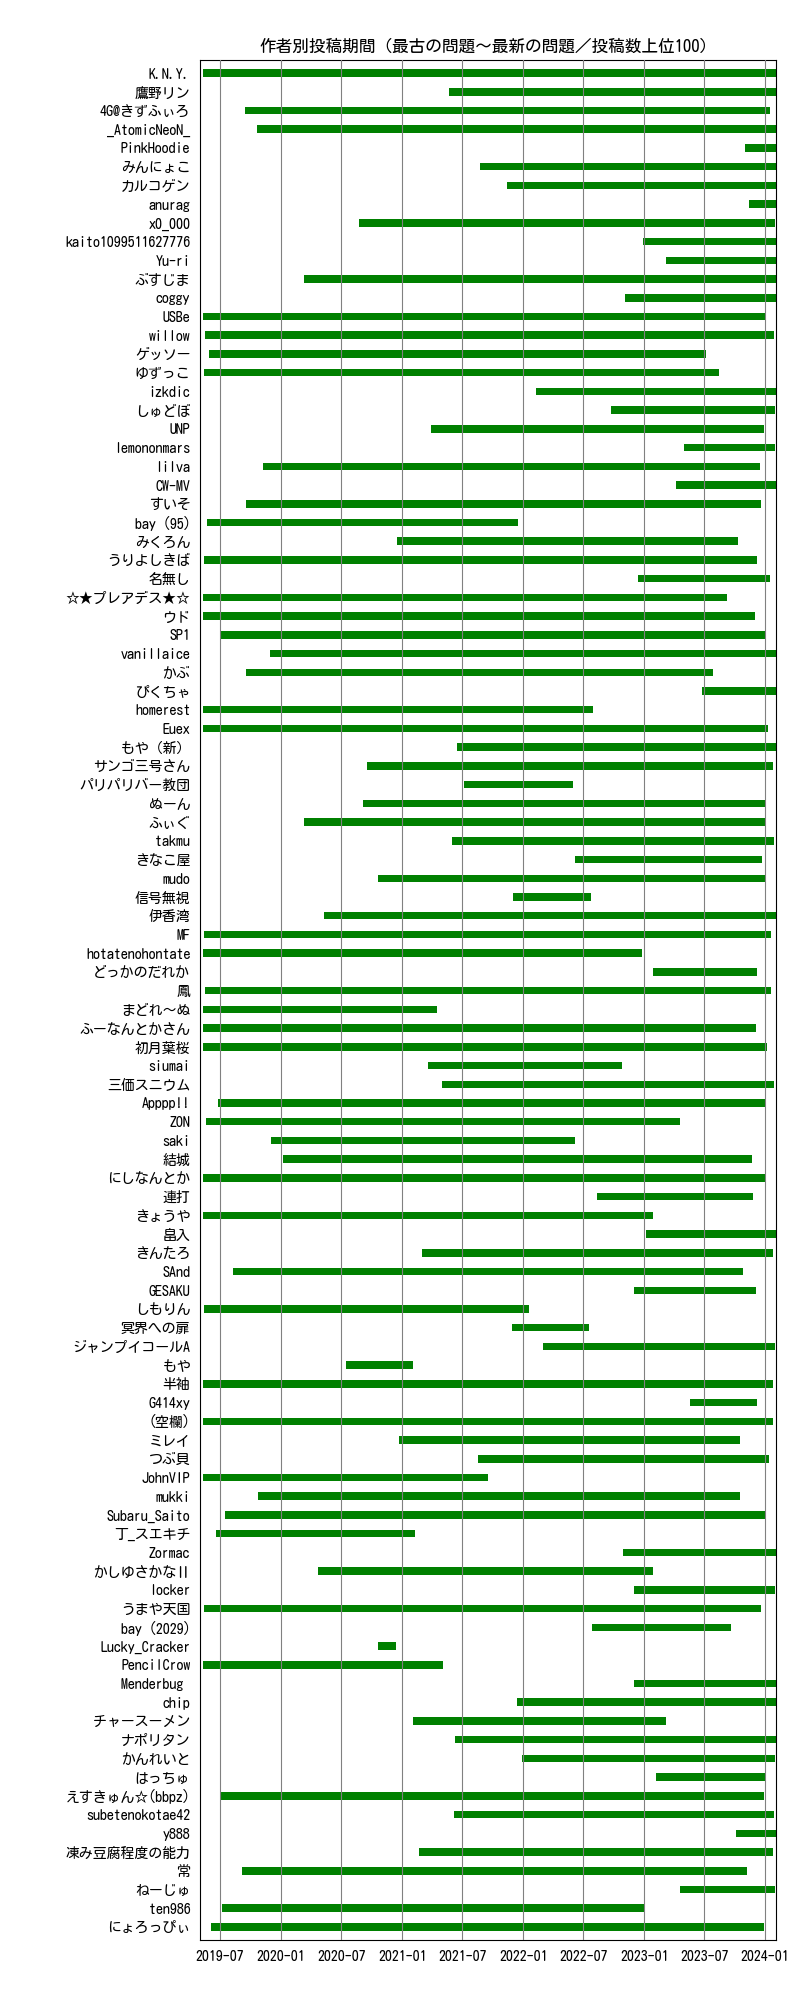 作者別投稿期間（最古の問題～最新の問題／投稿数上位100）
K.N.Y.
鷹野リン
4G@きずふぃろ
_AtomicNeoN_
PinkHoodie
みんにょこ
カルコゲン
anurag
x0_000
kaito1099511627776
Yu-ri
ぶすじま
coggy
USBe
willow
ゲッソー
ゆずっこ
izkdic
しゅどぼ
UNP
lemononmars
lilva
CW-MV
すいそ
bay (95)
みくろん
うりよしきば
名無し
☆★プレアデス★☆
ウド
SP1
vanillaice
かぶ
ぴくちゃ
homerest
Euex
もや（新）
サンゴ三号さん
パリパリバー教団
ぬーん
ふぃぐ
takmu
きなこ屋
mudo
信号無視
伊香湾
MF
hotatenohontate
どっかのだれか
鳳
まどれ～ぬ
ふーなんとかさん
初月葉桜
siumai
三価スニウム
Appppll
ZON
saki
結城
にしなんとか
連打
きょうや
畠入
きんたろ
SAnd
GESAKU
しもりん
冥界への扉
ジャンプイコールA
もや
半袖
G414xy
(空欄)
ミレイ
つぶ貝
JohnVIP
mukki
Subaru_Saito
丁_スエキチ
Zormac
かしゆさかなⅡ
locker
うまや天国
bay (2029)
Lucky_Cracker
PencilCrow
Menderbug
chip
チャースーメン
ナポリタン
かんれいと
はっちゅ
えすきゅん☆(bbpz)
subetenokotae42
y888
凍み豆腐程度の能力
常
ねーじゅ
ten986
にょろっぴぃ
2019-07 2020-01 2020-07 2021-01 2021-07 2022-01 2022-07 2023-01 2023-07 2024-01